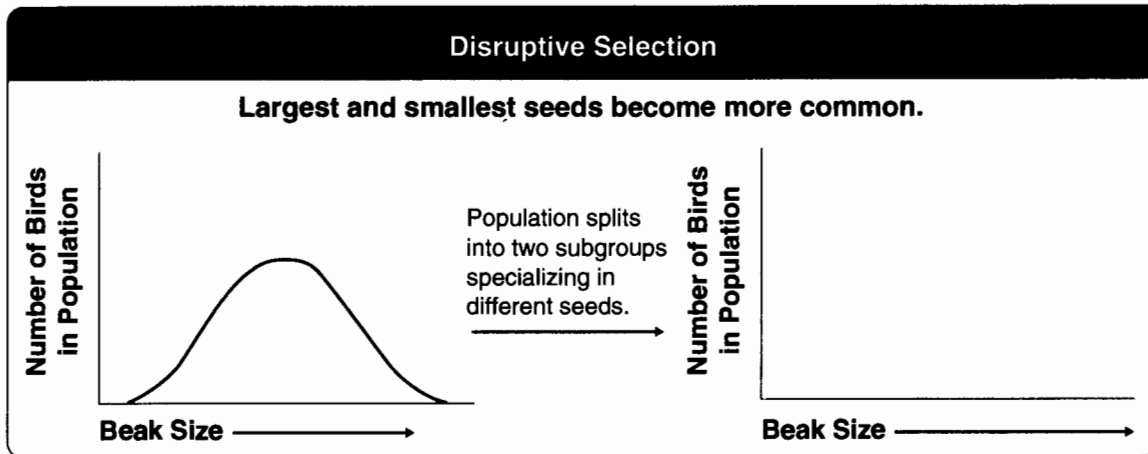 Disruptive Selection
Largest and smallest seeds become more common.
Number of Birds
in Population
Beak Size
Population splits
into two subgroups
specializing in
different seeds.
Number of Birds
in Population
Beak Size